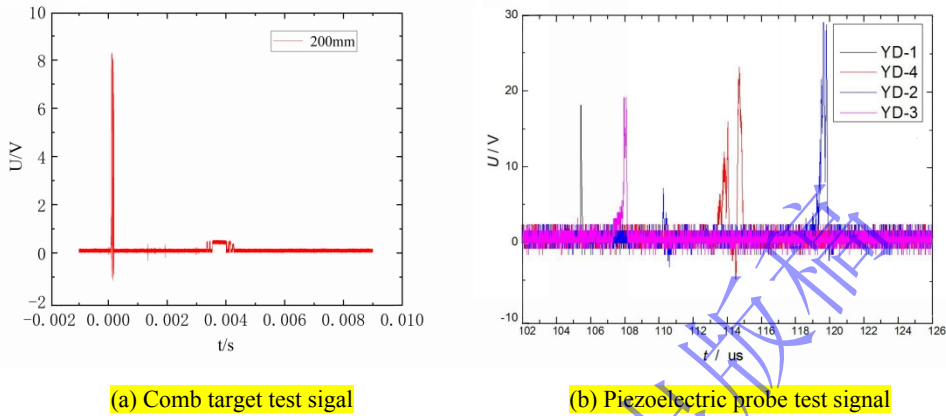 10
8
6
4
2
0
-2
U/V
200mm
-0.002 0.000 0.002 0.004 0.006 0.008 0.010
t/s
(a) Comb target test sigal
30
20
10
0
-10
U / V
YD-1
YD-4
YD-2
YD-3
102 104 106 108 110 112 114 116 118 120 122 124 126
t / us
(b) Piezoelectric probe test signal
版稿